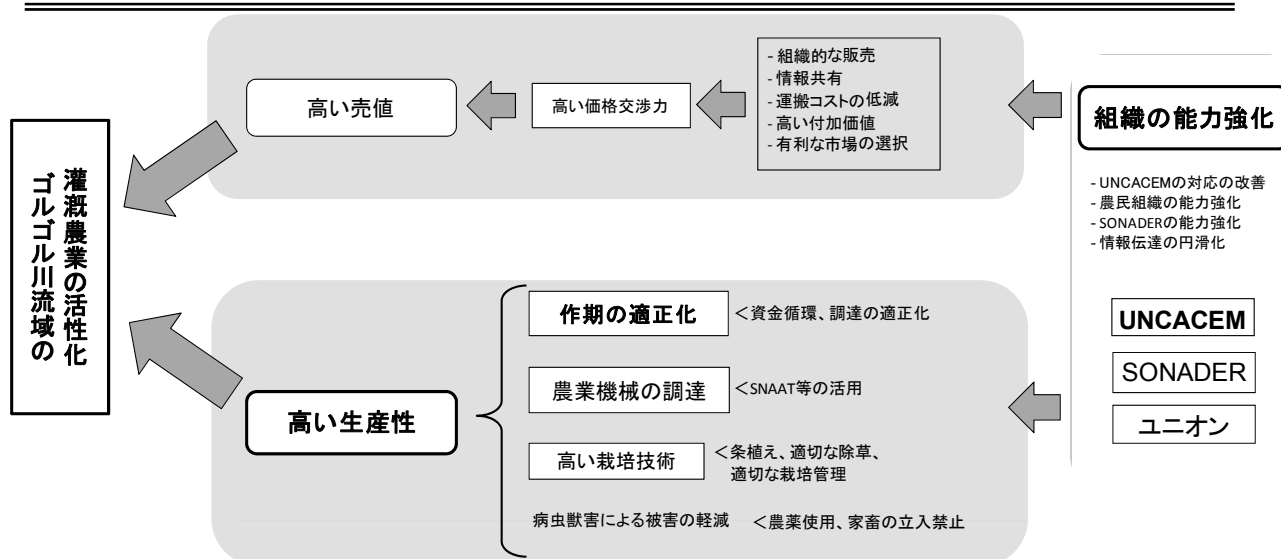 ゴルゴル川流域の
灌漑農業の活性化
高い売値
高い価格交渉力
- 組織的な販売
- 情報共有
- 運搬コストの低減
- 高い付加価値
- 有利な市場の選択
組織の能力強化
- UNCACEMの対応の改善
- 農民組織の能力強化
- SONADERの能力強化
- 情報伝達の円滑化
UNCACEM
SONADER
ユニオン
高い生産性
作期の適正化
＜資金循環、調達の適正化
農業機械の調達
＜SNAAT等の活用
高い栽培技術
＜条植え、適切な除草、
適切な栽培管理
病虫獣害による被害の軽減
＜農薬使用、家畜の立入禁止